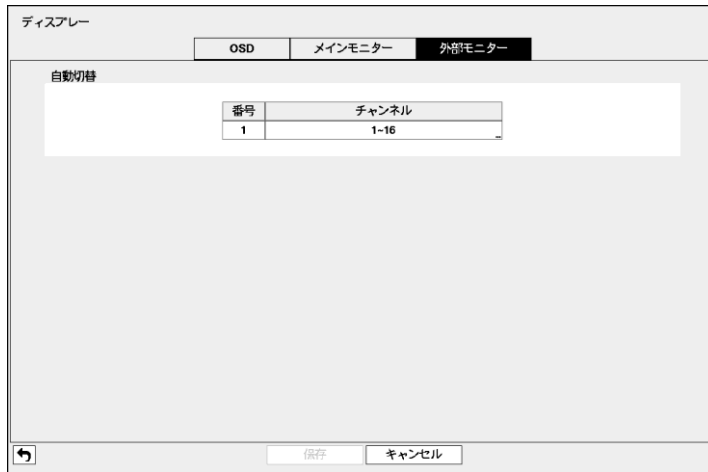 ディスプレー
OSD メインモニター 外部モニター
自動切替
番号 チャンネル
1 1~16 ...
保存 キャンセル